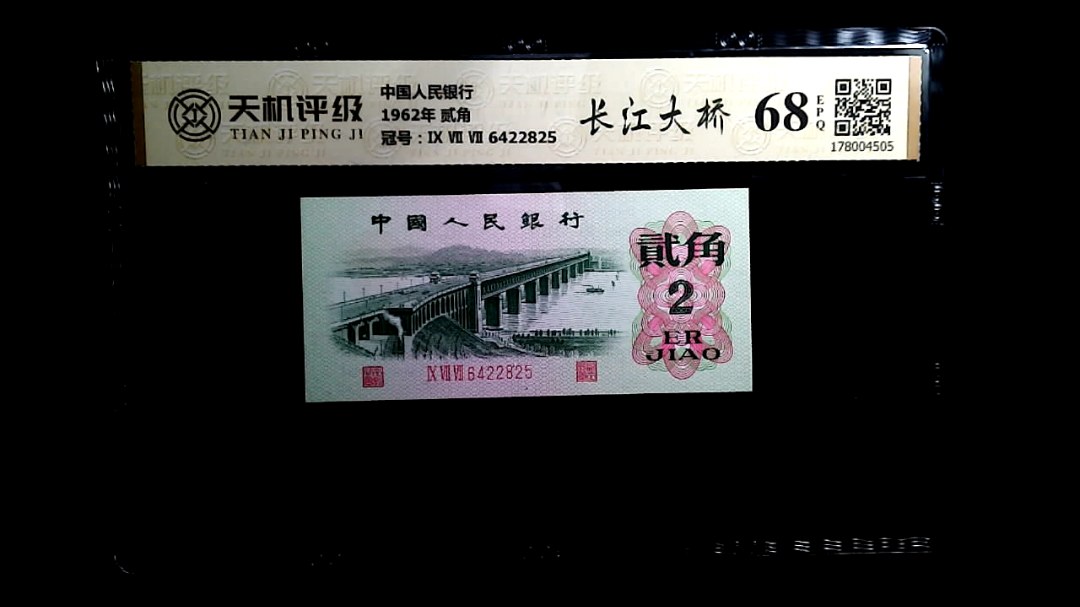 天机评级
TIAN JI PING JI
中国人民银行
1962年 贰角
冠号：Ⅸ Ⅶ Ⅶ 6422825
长江大桥
68
EPQ
178004505
中國人民銀行
貳角
2
ER
JIAO
Ⅸ Ⅶ Ⅶ 6422825